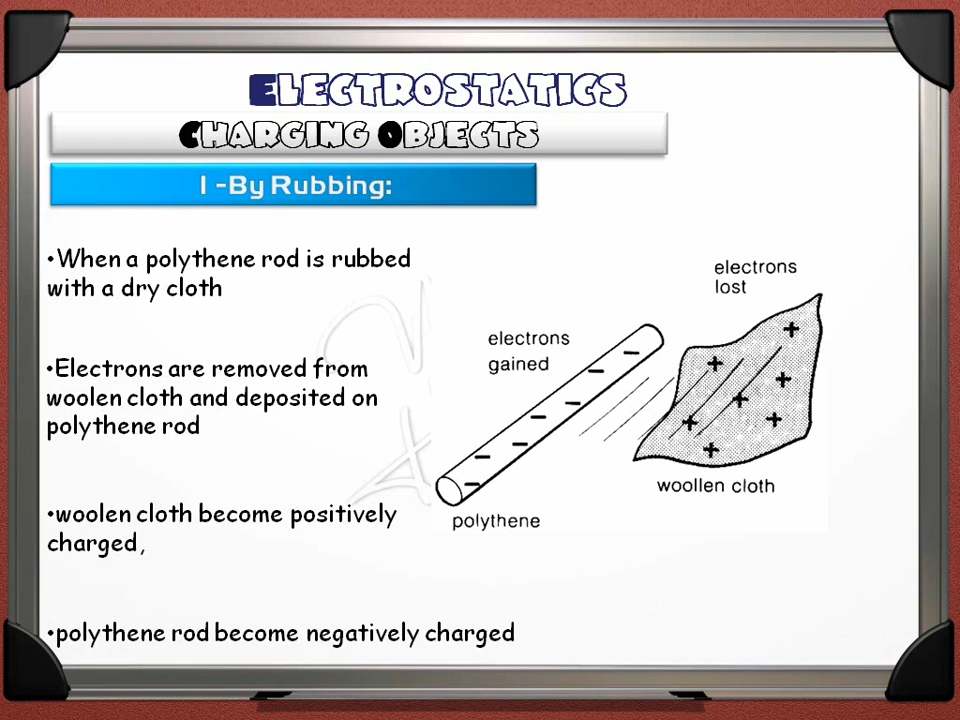 Electrostatics
Charging Objects
1-By Rubbing:
•When a polythene rod is rubbed
with a dry cloth
•Electrons are removed from
woolen cloth and deposited on
polythene rod
•woolen cloth become positively
charged,
•polythene rod become negatively charged
electrons
lost
electrons
gained
woollen cloth
polythene